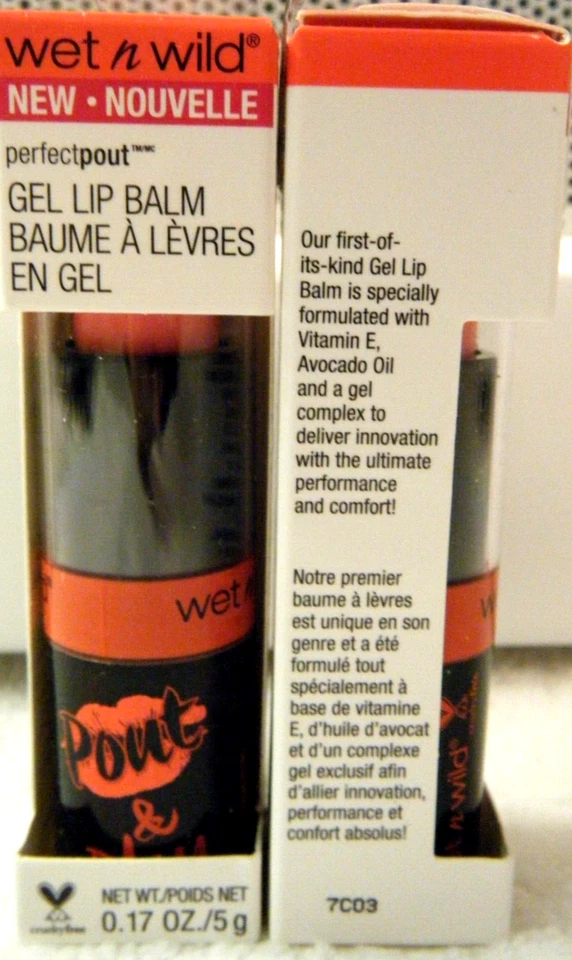 wet n wild®
NEW • NOUVELLE
perfectpout™/MC
GEL LIP BALM
BAUME À LÈVRES
EN GEL
wet n
Pout
&
crueltyfree
NET WT./POIDS NET
0.17 OZ./5 g
Our first-of-
its-kind Gel Lip
Balm is specially
formulated with
Vitamin E,
Avocado Oil
and a gel
complex to
deliver innovation
with the ultimate
performance
and comfort!
Notre premier
baume à lèvres
est unique en son
genre et a été
formulé tout
spécialement à
base de vitamine
E, d'huile d'avocat
et d'un complexe
gel exclusif afin
d'allier innovation,
performance et
confort absolus!
w
n wild®
7C03